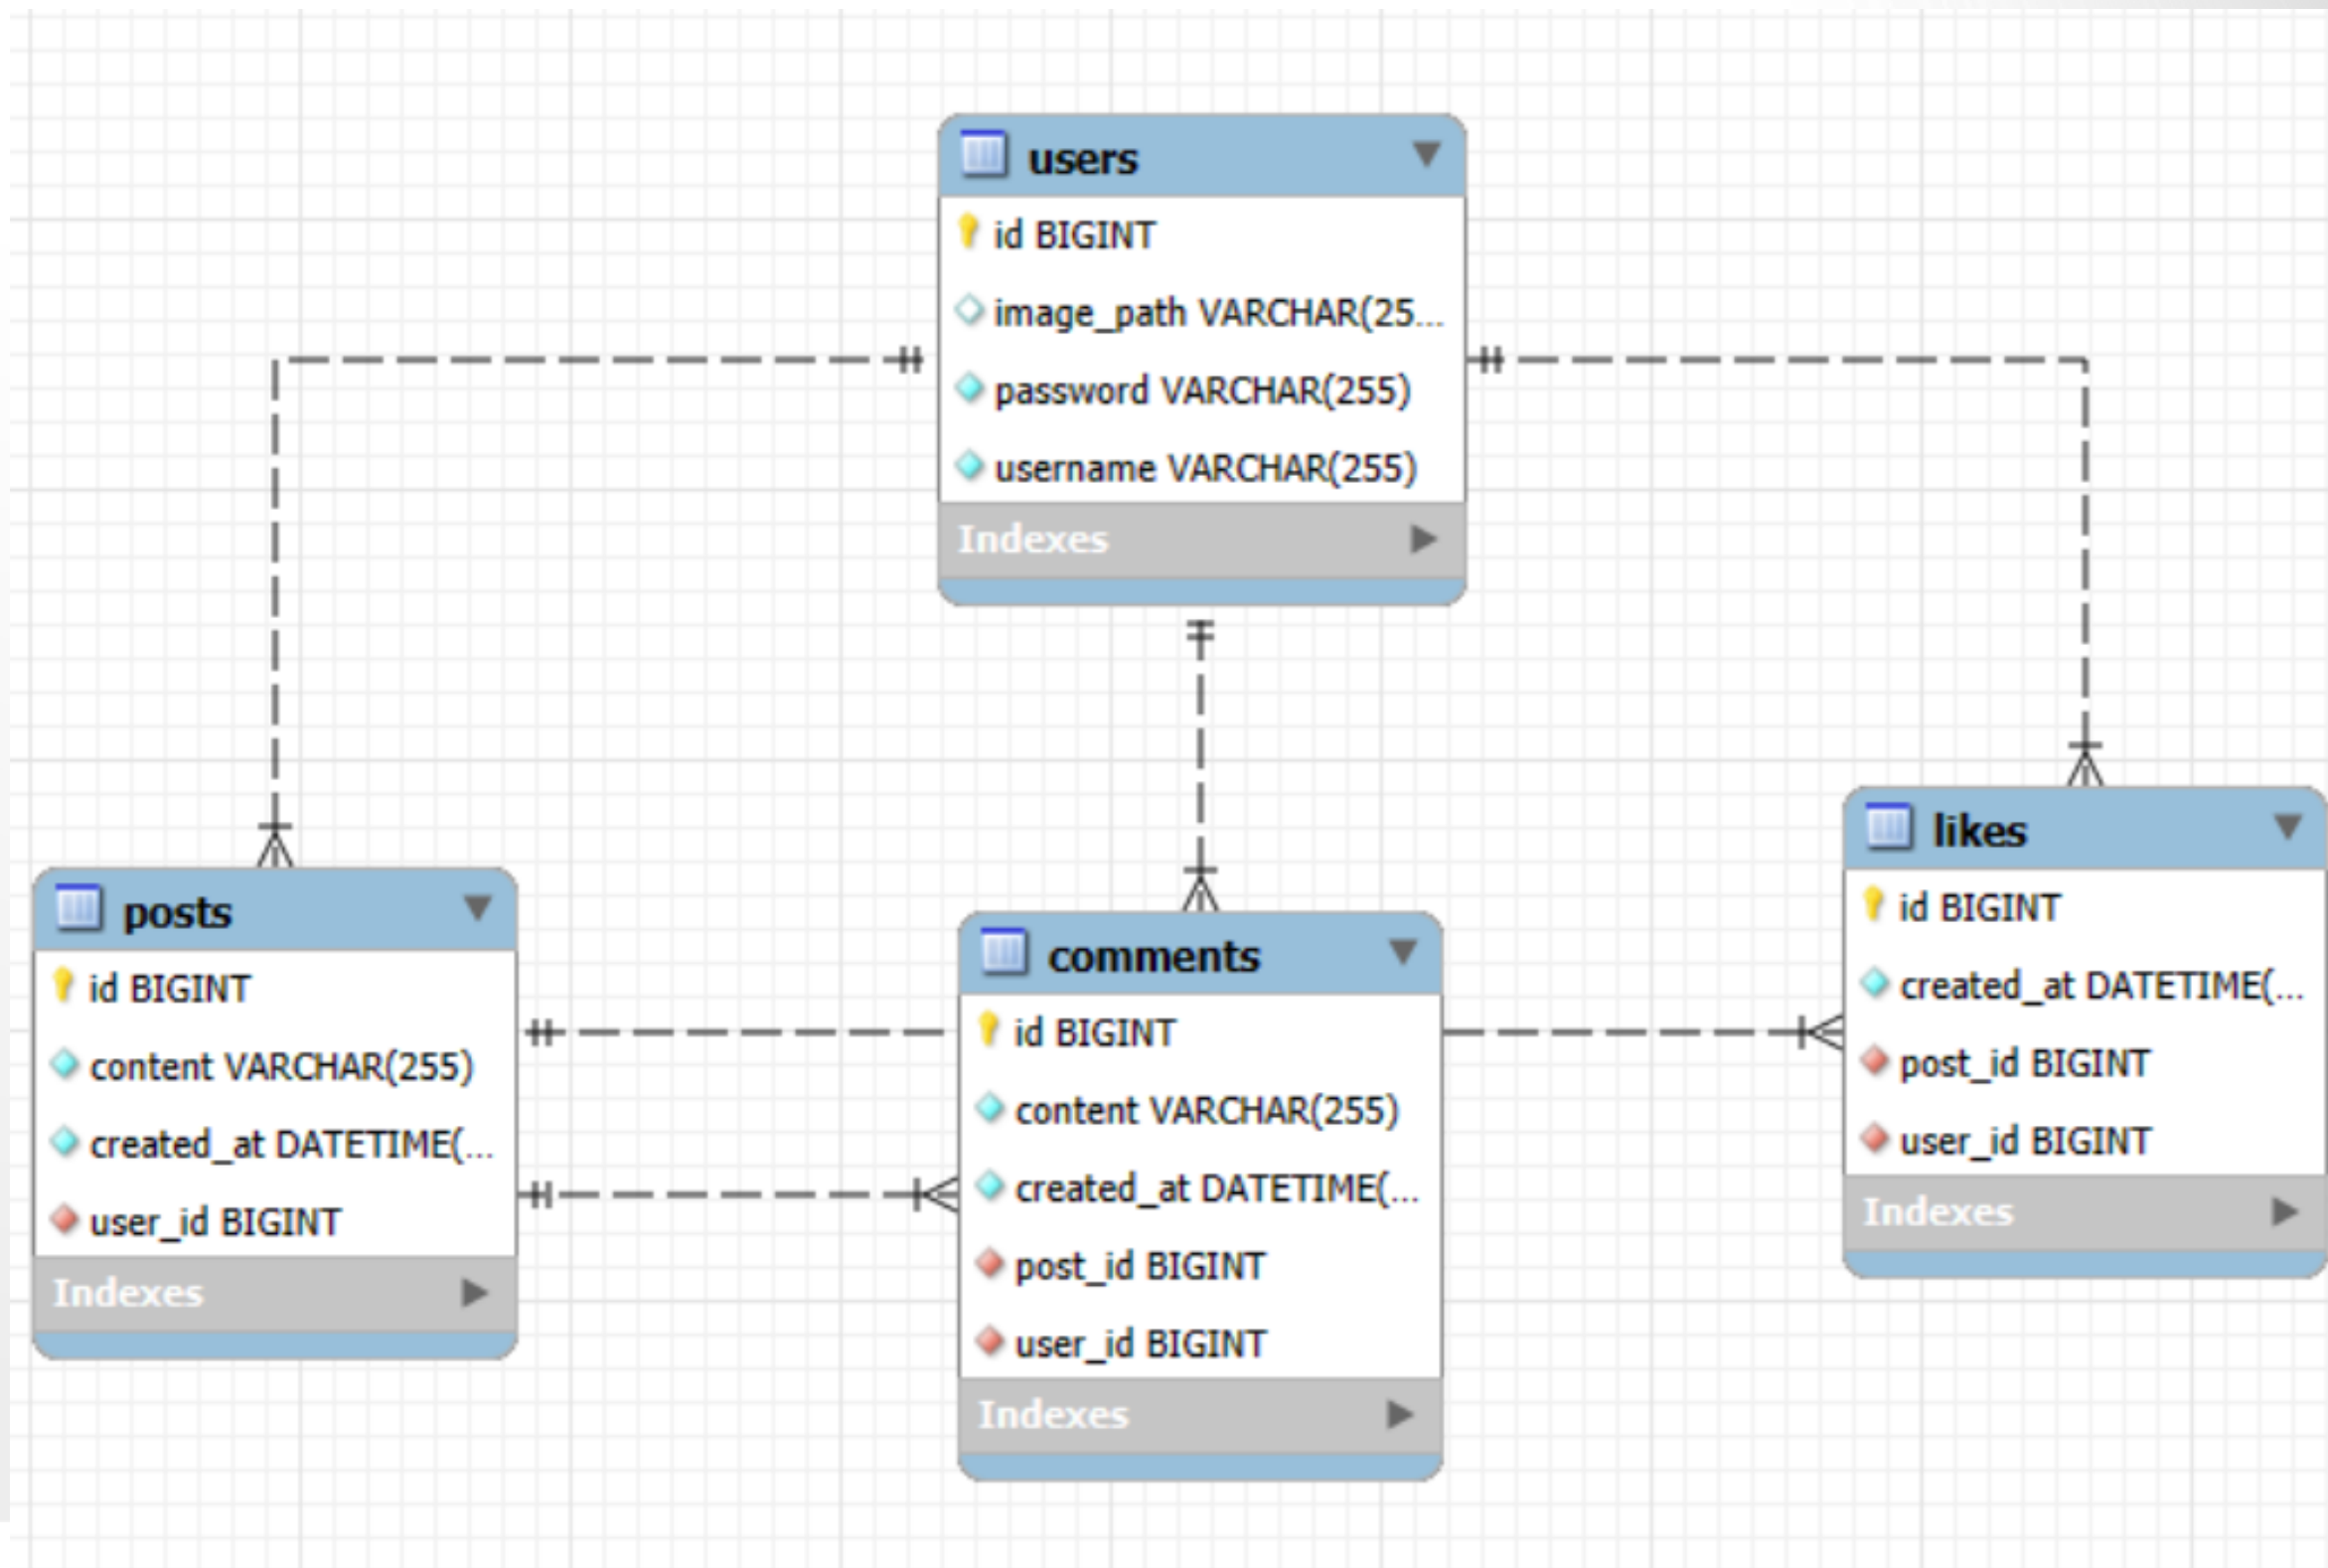 users
id BIGINT
image_path VARCHAR(25...
password VARCHAR(255)
username VARCHAR(255)
Indexes
posts
id BIGINT
content VARCHAR(255)
created_at DATETIME(...
user_id BIGINT
Indexes
comments
id BIGINT
content VARCHAR(255)
created_at DATETIME(...
post_id BIGINT
user_id BIGINT
Indexes
likes
id BIGINT
created_at DATETIME(...
post_id BIGINT
user_id BIGINT
Indexes